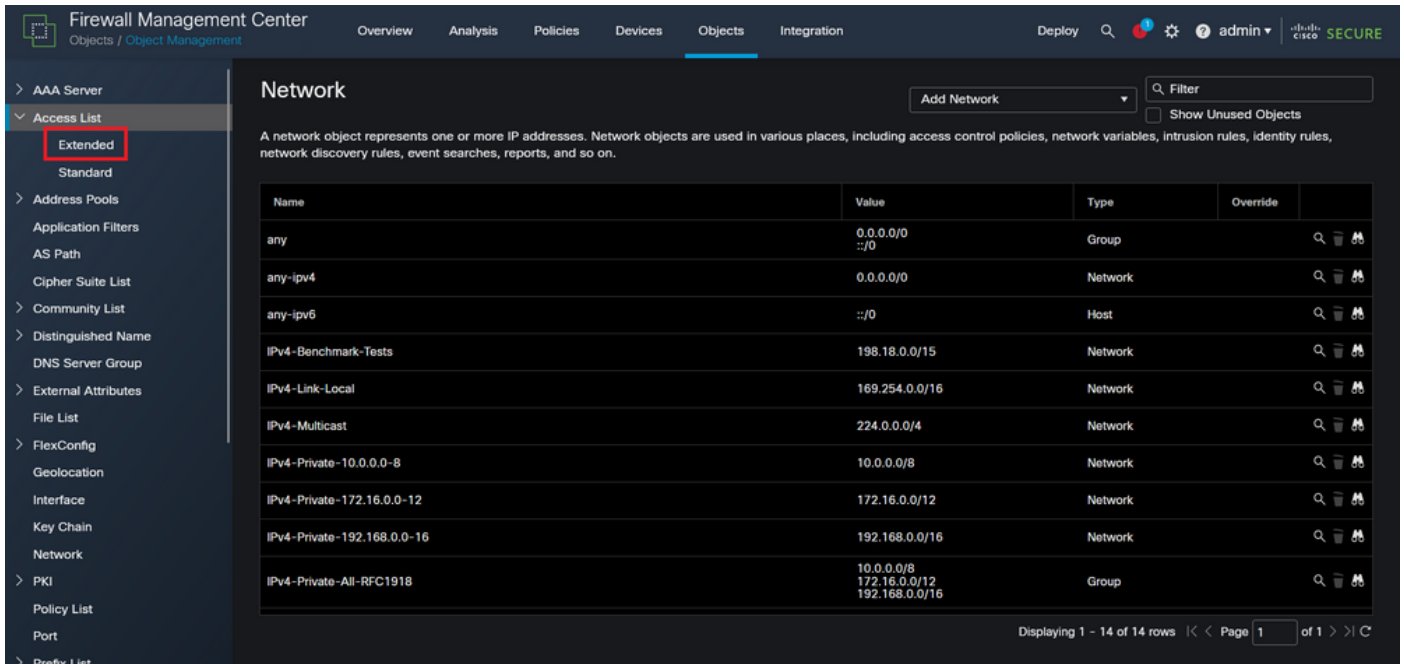 Firewall Management Center
Objects / Object Management
Overview
Analysis
Policies
Devices
Objects
Integration
Deploy
1
admin
cisco
SECURE
AAA Server
Access List
Extended
Standard
Address Pools
Application Filters
AS Path
Cipher Suite List
Community List
Distinguished Name
DNS Server Group
External Attributes
File List
FlexConfig
Geolocation
Interface
Key Chain
Network
PKI
Policy List
Port
Prefix List
Network
Add Network
Filter
Show Unused Objects
A network object represents one or more IP addresses. Network objects are used in various places, including access control policies, network variables, intrusion rules, identity rules,
network discovery rules, event searches, reports, and so on.
Name Value Type Override
any 0.0.0.0/0 Group
::/0
any-ipv4 0.0.0.0/0 Network
any-ipv6 ::/0 Host
IPv4-Benchmark-Tests 198.18.0.0/15 Network
IPv4-Link-Local 169.254.0.0/16 Network
IPv4-Multicast 224.0.0.0/4 Network
IPv4-Private-10.0.0.0-8 10.0.0.0/8 Network
IPv4-Private-172.16.0.0-12 172.16.0.0/12 Network
IPv4-Private-192.168.0.0-16 192.168.0.0/16 Network
10.0.0.0/8
IPv4-Private-All-RFC1918 172.16.0.0/12 Group
192.168.0.0/16
Displaying 1 - 14 of 14 rows |< < Page 1 of 1 > >| C